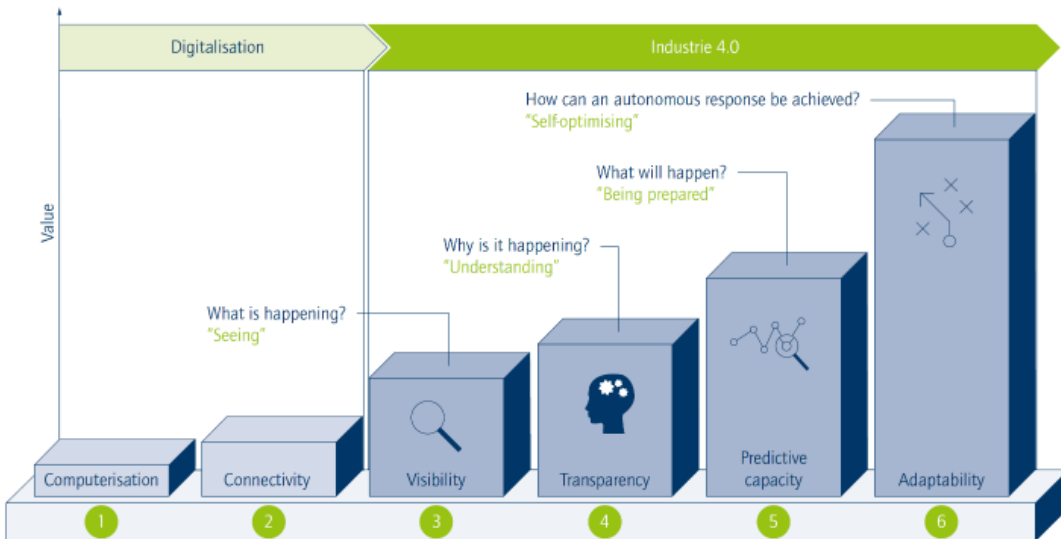 Digitalisation
Industrie 4.0
Value
How can an autonomous response be achieved?
"Self-optimising"
What will happen?
"Being prepared"
Why is it happening?
"Understanding"
What is happening?
"Seeing"
Computerisation
Connectivity
Visibility
Transparency
Predictive
capacity
Adaptability
1
2
3
4
5
6